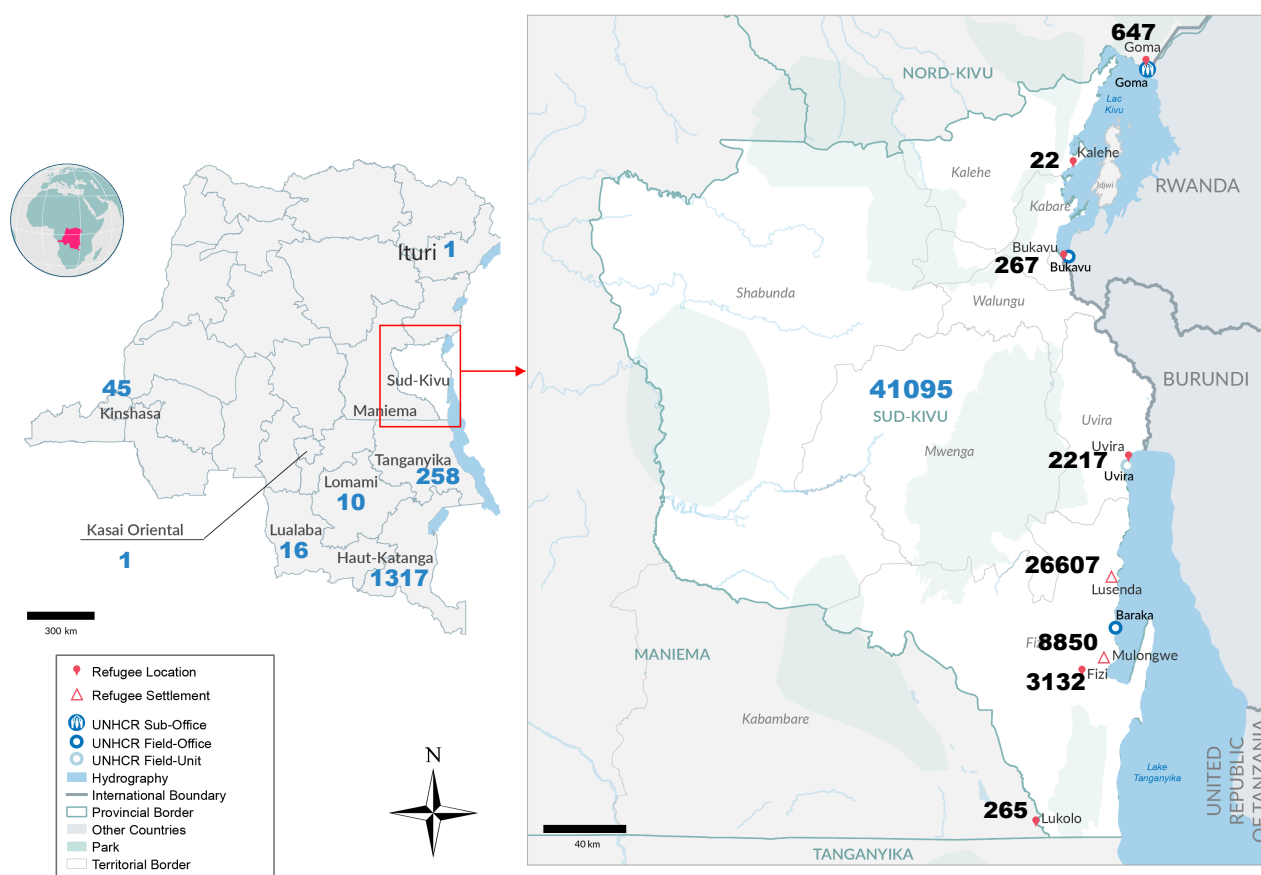 Ituri 1
45
Kinshasa
Sud-Kivu
Maniema
Tanganyika
258
Lomami
10
Kasai Oriental
1
Lualaba
16
Haut-Katanga
1317
300 km
Refugee Location
Refugee Settlement
UNHCR Sub-Office
UNHCR Field-Office
UNHCR Field-Unit
Hydrography
International Boundary
Provincial Border
Other Countries
Park
Territorial Border
N
647
Goma
Goma
NORD-KIVU
Lac
Kivu
22
Kalehe
Kalehe
Idjwi
RWANDA
Kabare
Bukavu
267
Bukavu
Shabunda
Walungu
BURUNDI
41095
SUD-KIVU
Uvira
Mwenga
Uvira
2217
Uvira
26607
Lusenda
Baraka
8850
Mulongwe
MANIEMA
3132
Fizi
Kabambare
Lake
Tanganyika
UNITED
REPUBLIC
OF TANZANIA
265
Lukolo
40 km
TANGANYIKA